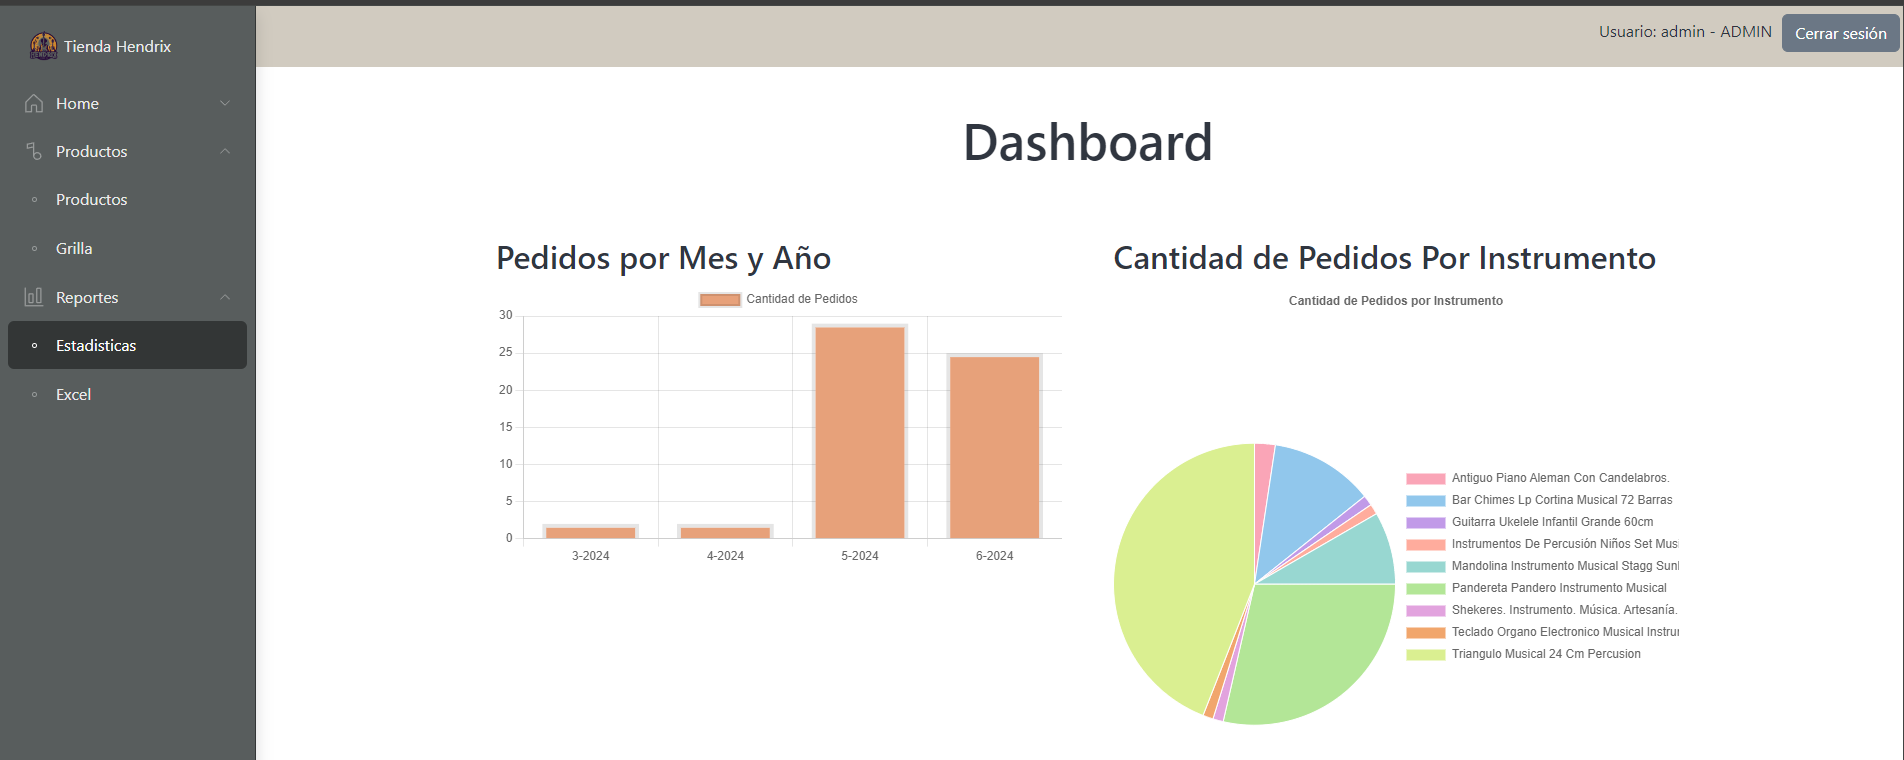 Tienda Hendrix
Home
Productos
Productos
Grilla
Reportes
Estadisticas
Excel
Usuario: admin - ADMIN
Cerrar sesión
Dashboard
Pedidos por Mes y Año
Cantidad de Pedidos
30
25
20
15
10
5
0
3-2024
4-2024
5-2024
6-2024
Cantidad de Pedidos Por Instrumento
Cantidad de Pedidos por Instrumento
Antiguo Piano Aleman Con Candelabros.
Bar Chimes Lp Cortina Musical 72 Barras
Guitarra Ukelele Infantil Grande 60cm
Instrumentos De Percusión Niños Set Musi
Mandolina Instrumento Musical Stagg Sun
Pandereta Pandero Instrumento Musical
Shekeres. Instrumento. Música. Artesanía.
Teclado Organo Electronico Musical Instru
Triangulo Musical 24 Cm Percusion